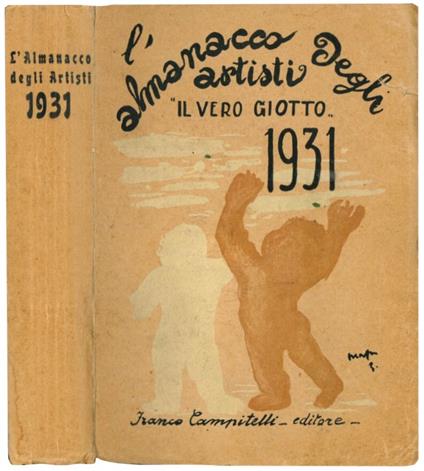 L'Almanacco
degli Artisti
1931
l'almanacco degli
artisti
"IL VERO GIOTTO"
1931
Franco Campitelli - editore -